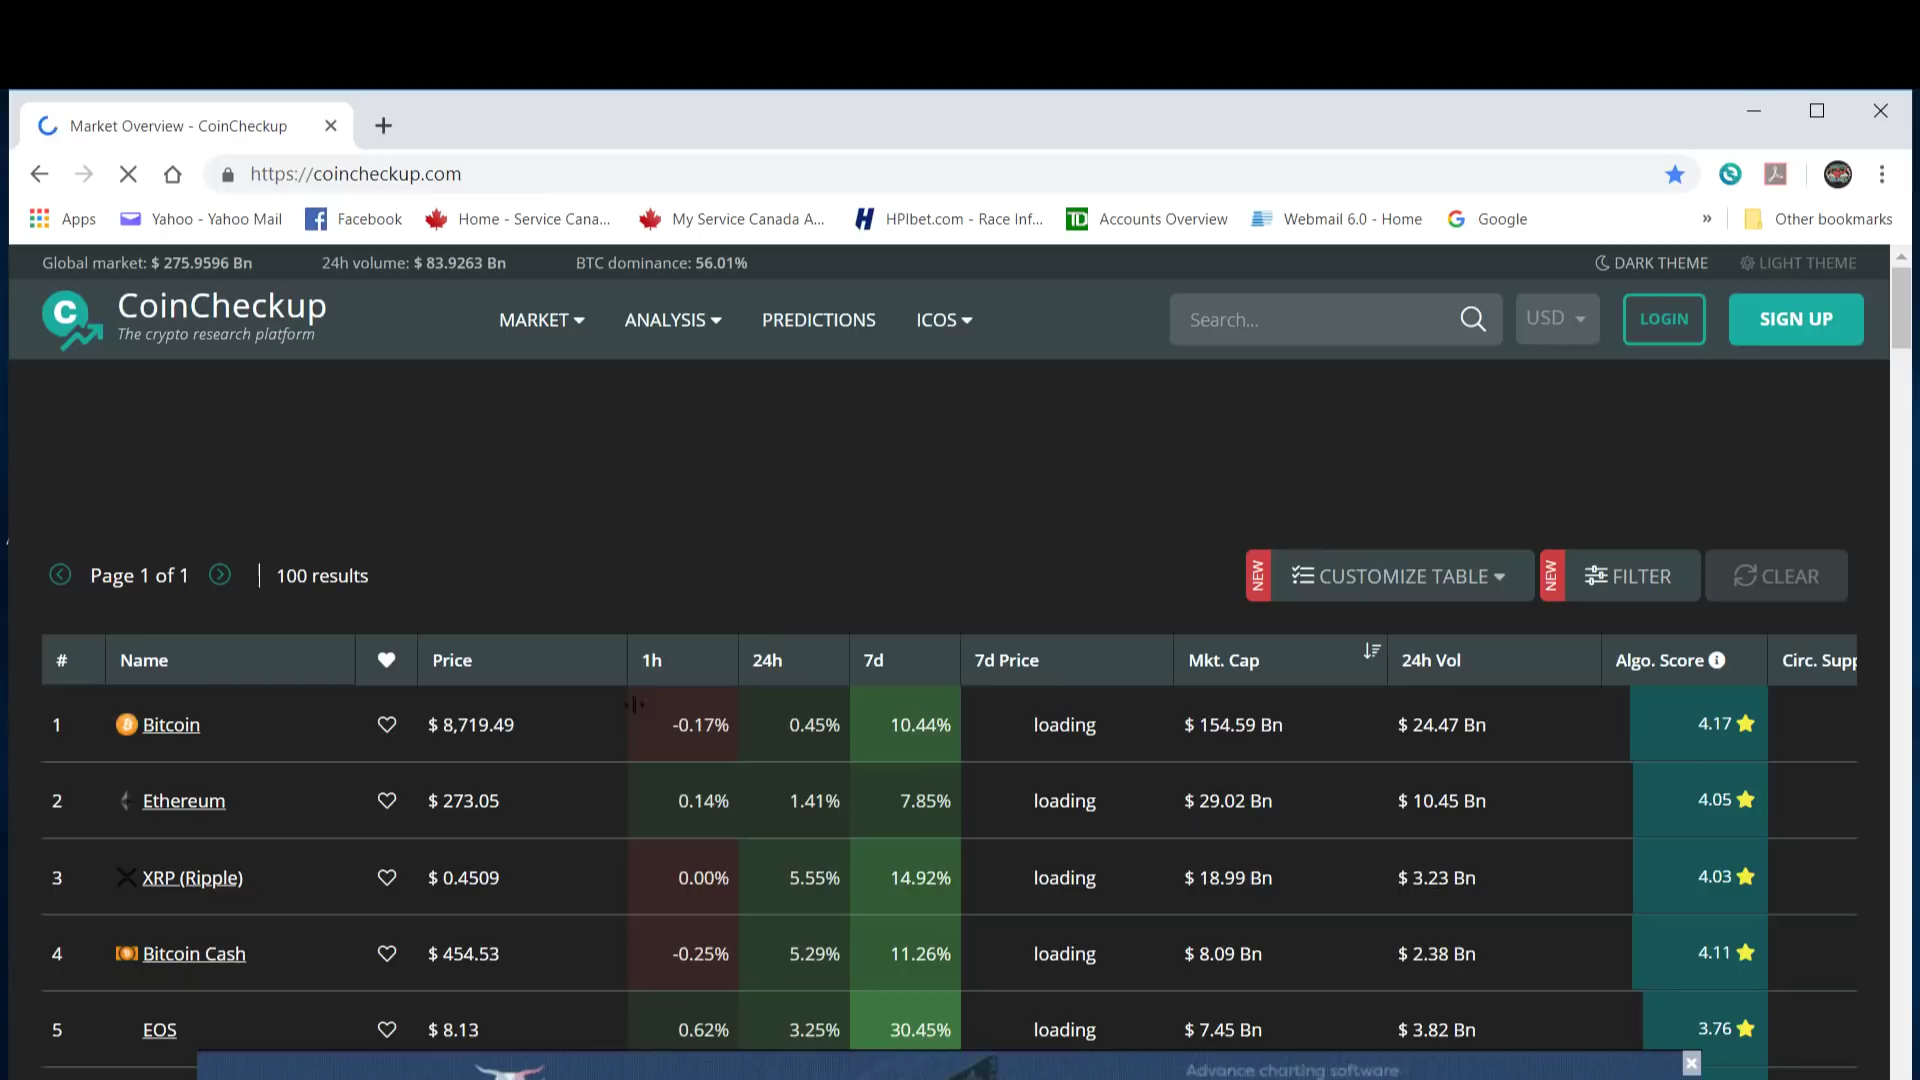 Market Overview - CoinCheckup
https://coincheckup.com
Apps Yahoo - Yahoo Mail Facebook Home - Service Cana... My Service Canada A... HPIbet.com - Race Inf... TD Accounts Overview Webmail 6.0 - Home Google » Other bookmarks
Global market: $ 275.9596 Bn 24h volume: $ 83.9263 Bn BTC dominance: 56.01% DARK THEME LIGHT THEME
CoinCheckup
The crypto research platform
MARKET ANALYSIS PREDICTIONS ICOS Search... USD LOGIN SIGN UP
Page 1 of 1 | 100 results NEW CUSTOMIZE TABLE NEW FILTER CLEAR
# Name Price 1h 24h 7d 7d Price Mkt. Cap 24h Vol Algo. Score Circ. Supp
1 Bitcoin $ 8,719.49 -0.17% 0.45% 10.44% loading $ 154.59 Bn $ 24.47 Bn 4.17
2 Ethereum $ 273.05 0.14% 1.41% 7.85% loading $ 29.02 Bn $ 10.45 Bn 4.05
3 XRP (Ripple) $ 0.4509 0.00% 5.55% 14.92% loading $ 18.99 Bn $ 3.23 Bn 4.03
4 Bitcoin Cash $ 454.53 -0.25% 5.29% 11.26% loading $ 8.09 Bn $ 2.38 Bn 4.11
5 EOS $ 8.13 0.62% 3.25% 30.45% loading $ 7.45 Bn $ 3.82 Bn 3.76
Advance charting software